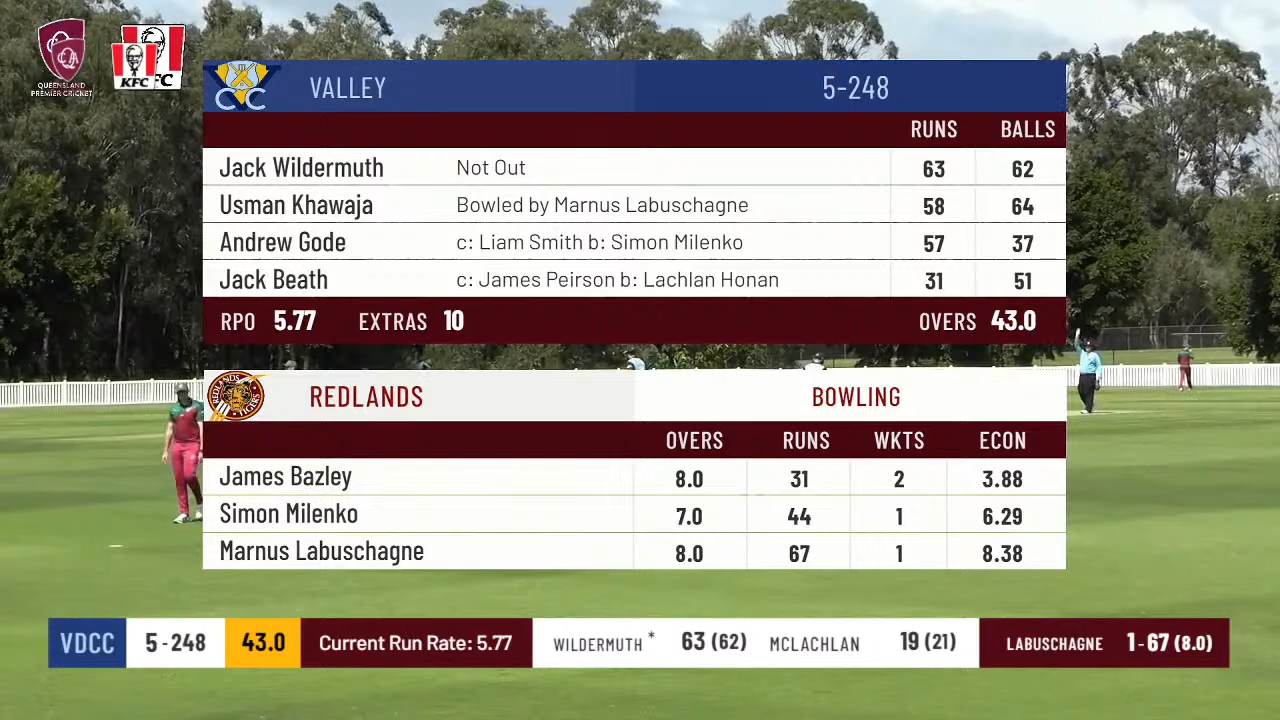 QUEENSLAND
PREMIER CRICKET
KFC
FC
VCC
VALLEY 5-248
RUNS BALLS
Jack Wildermuth Not Out 63 62
Usman Khawaja Bowled by Marnus Labuschagne 58 64
Andrew Gode c: Liam Smith b: Simon Milenko 57 37
Jack Beath c: James Peirson b: Lachlan Honan 31 51
RPO 5.77 EXTRAS 10 OVERS 43.0
REDLANDS TIGERS
REDLANDS BOWLING
OVERS RUNS WKTS ECON
James Bazley 8.0 31 2 3.88
Simon Milenko 7.0 44 1 6.29
Marnus Labuschagne 8.0 67 1 8.38
VDCC 5-248 43.0 Current Run Rate: 5.77 WILDERMUTH * 63 (62) MCLACHLAN 19 (21) LABUSCHAGNE 1-67 (8.0)